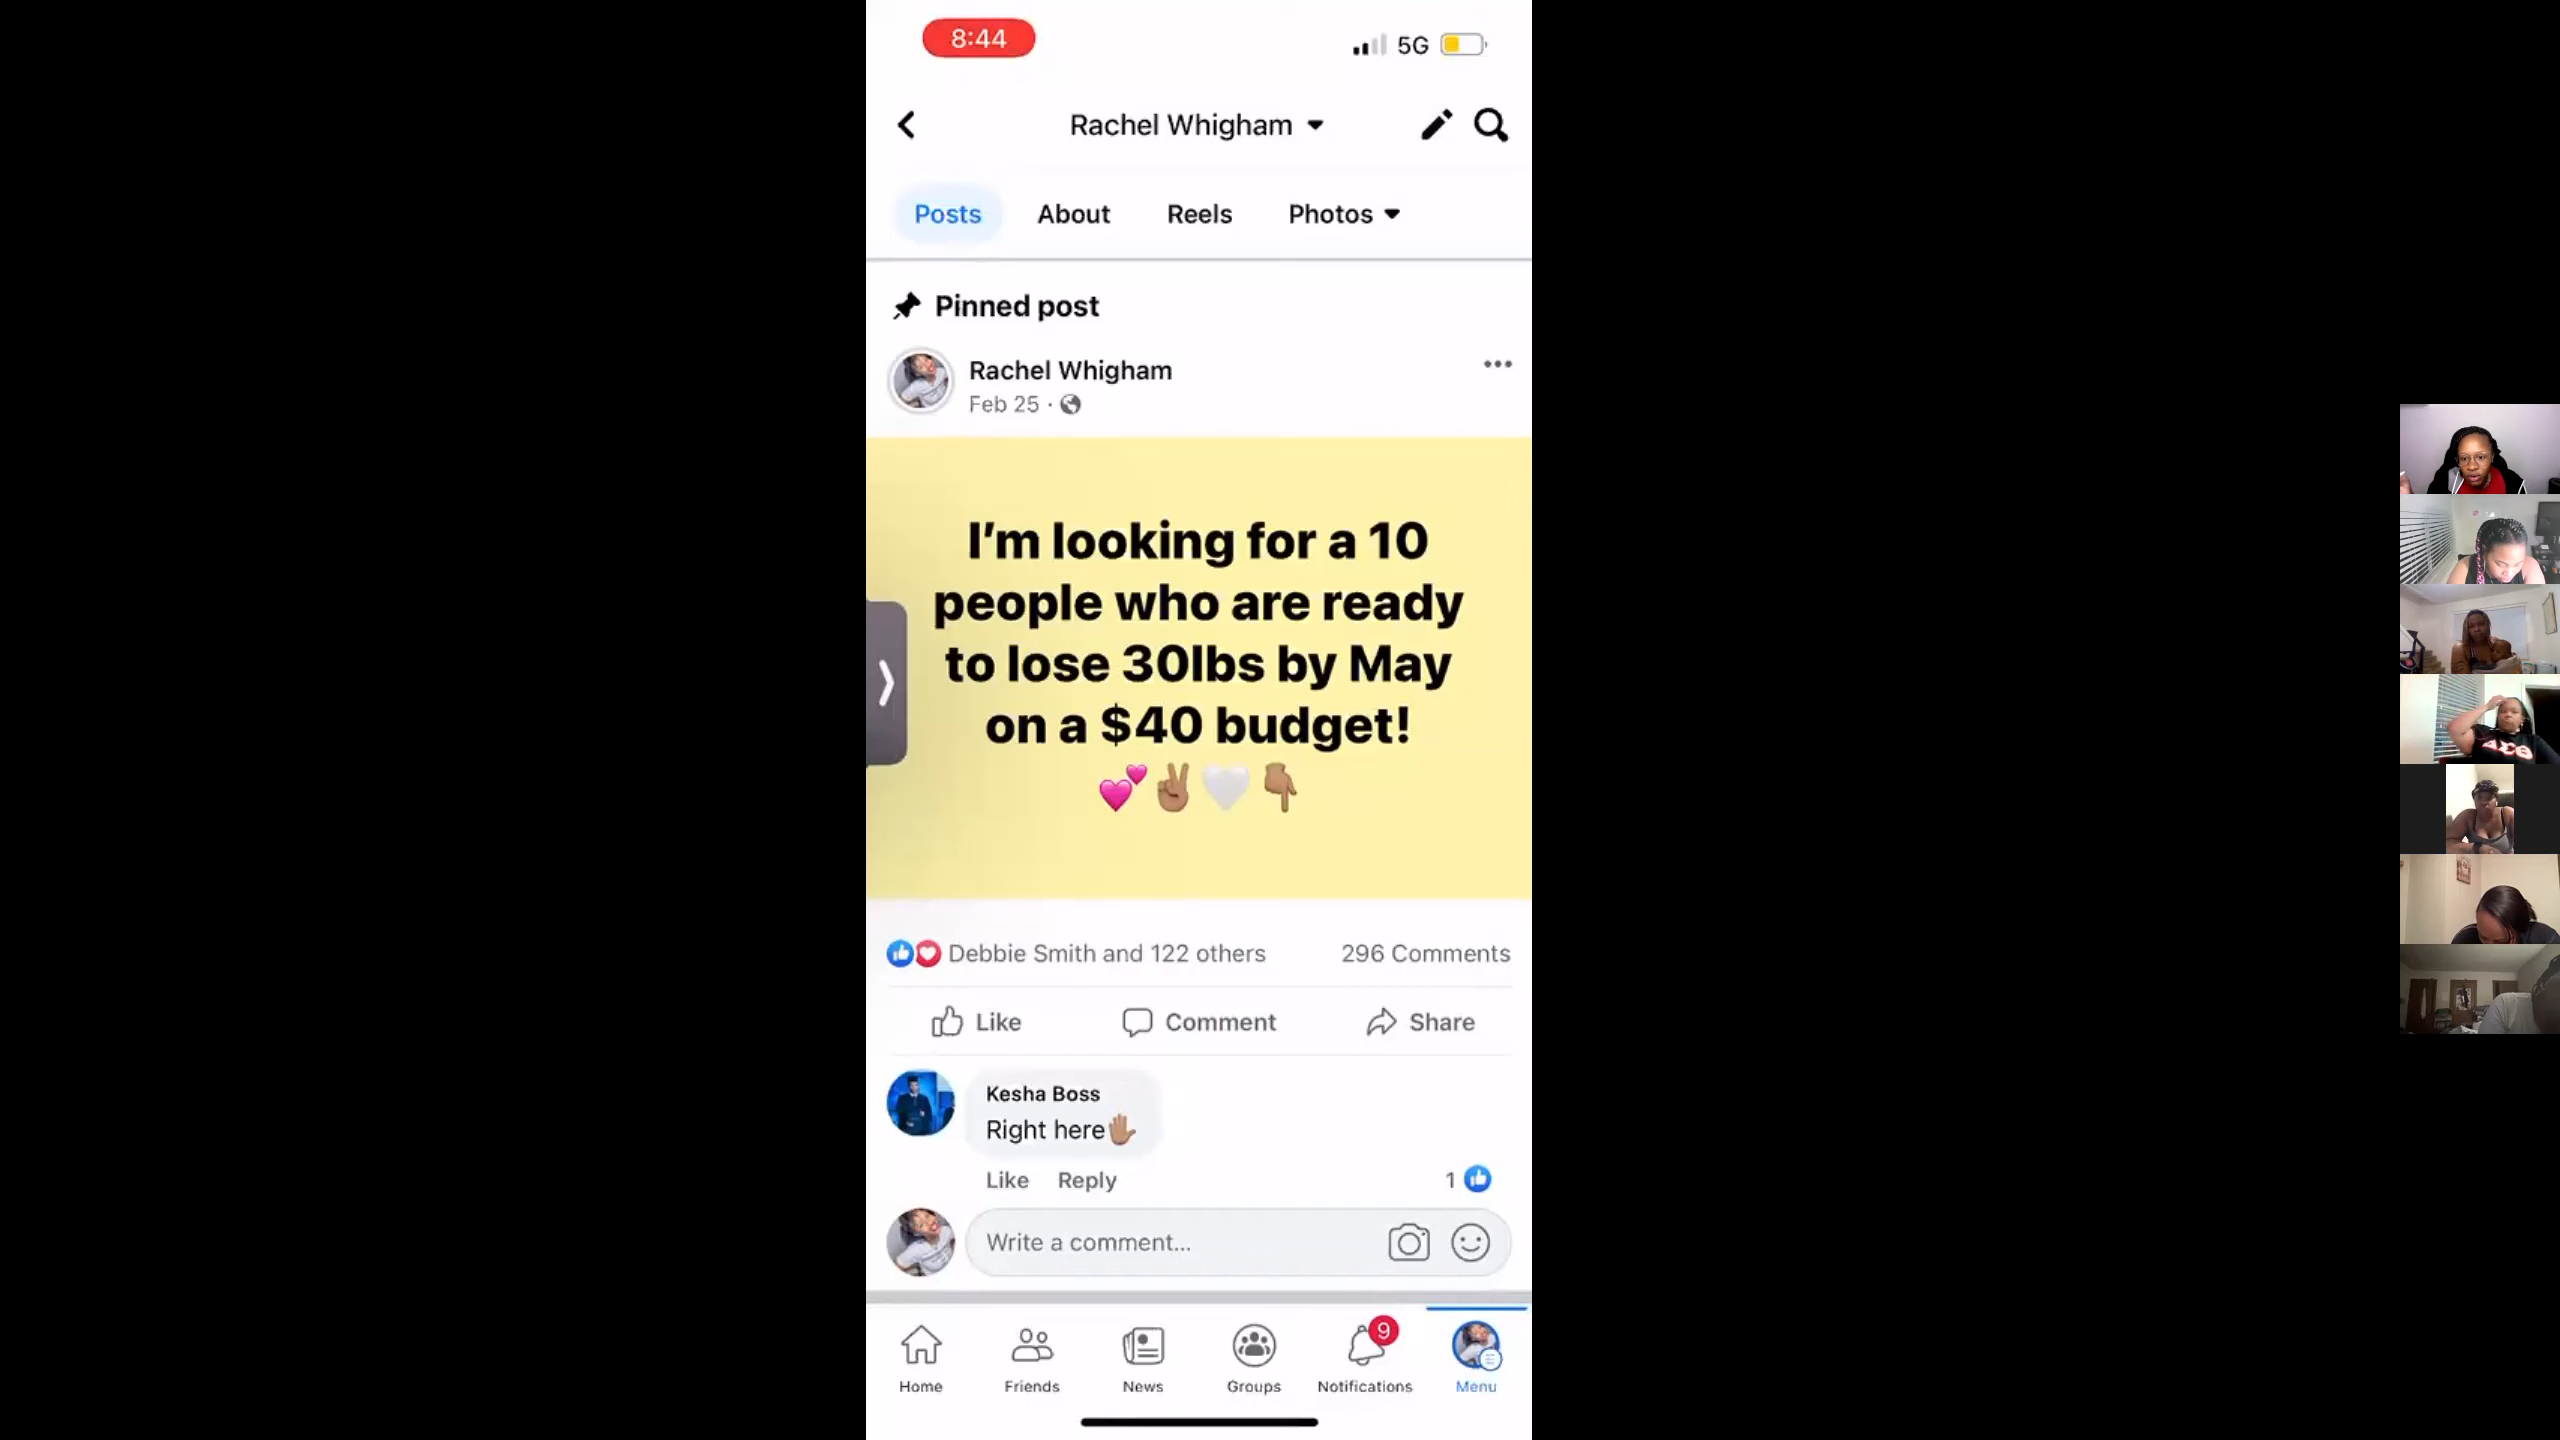 8:44
5G
Rachel Whigham
Posts About Reels Photos
Pinned post
Rachel Whigham
Feb 25 ·
I'm looking for a 10
people who are ready
to lose 30lbs by May
on a $40 budget!
💕✌🏽🤍👇🏽
Debbie Smith and 122 others 296 Comments
Like Comment Share
Kesha Boss
Right here🤚🏽
Like Reply 1
Write a comment...
9
Home Friends News Groups Notifications Menu
ΔΣΘ